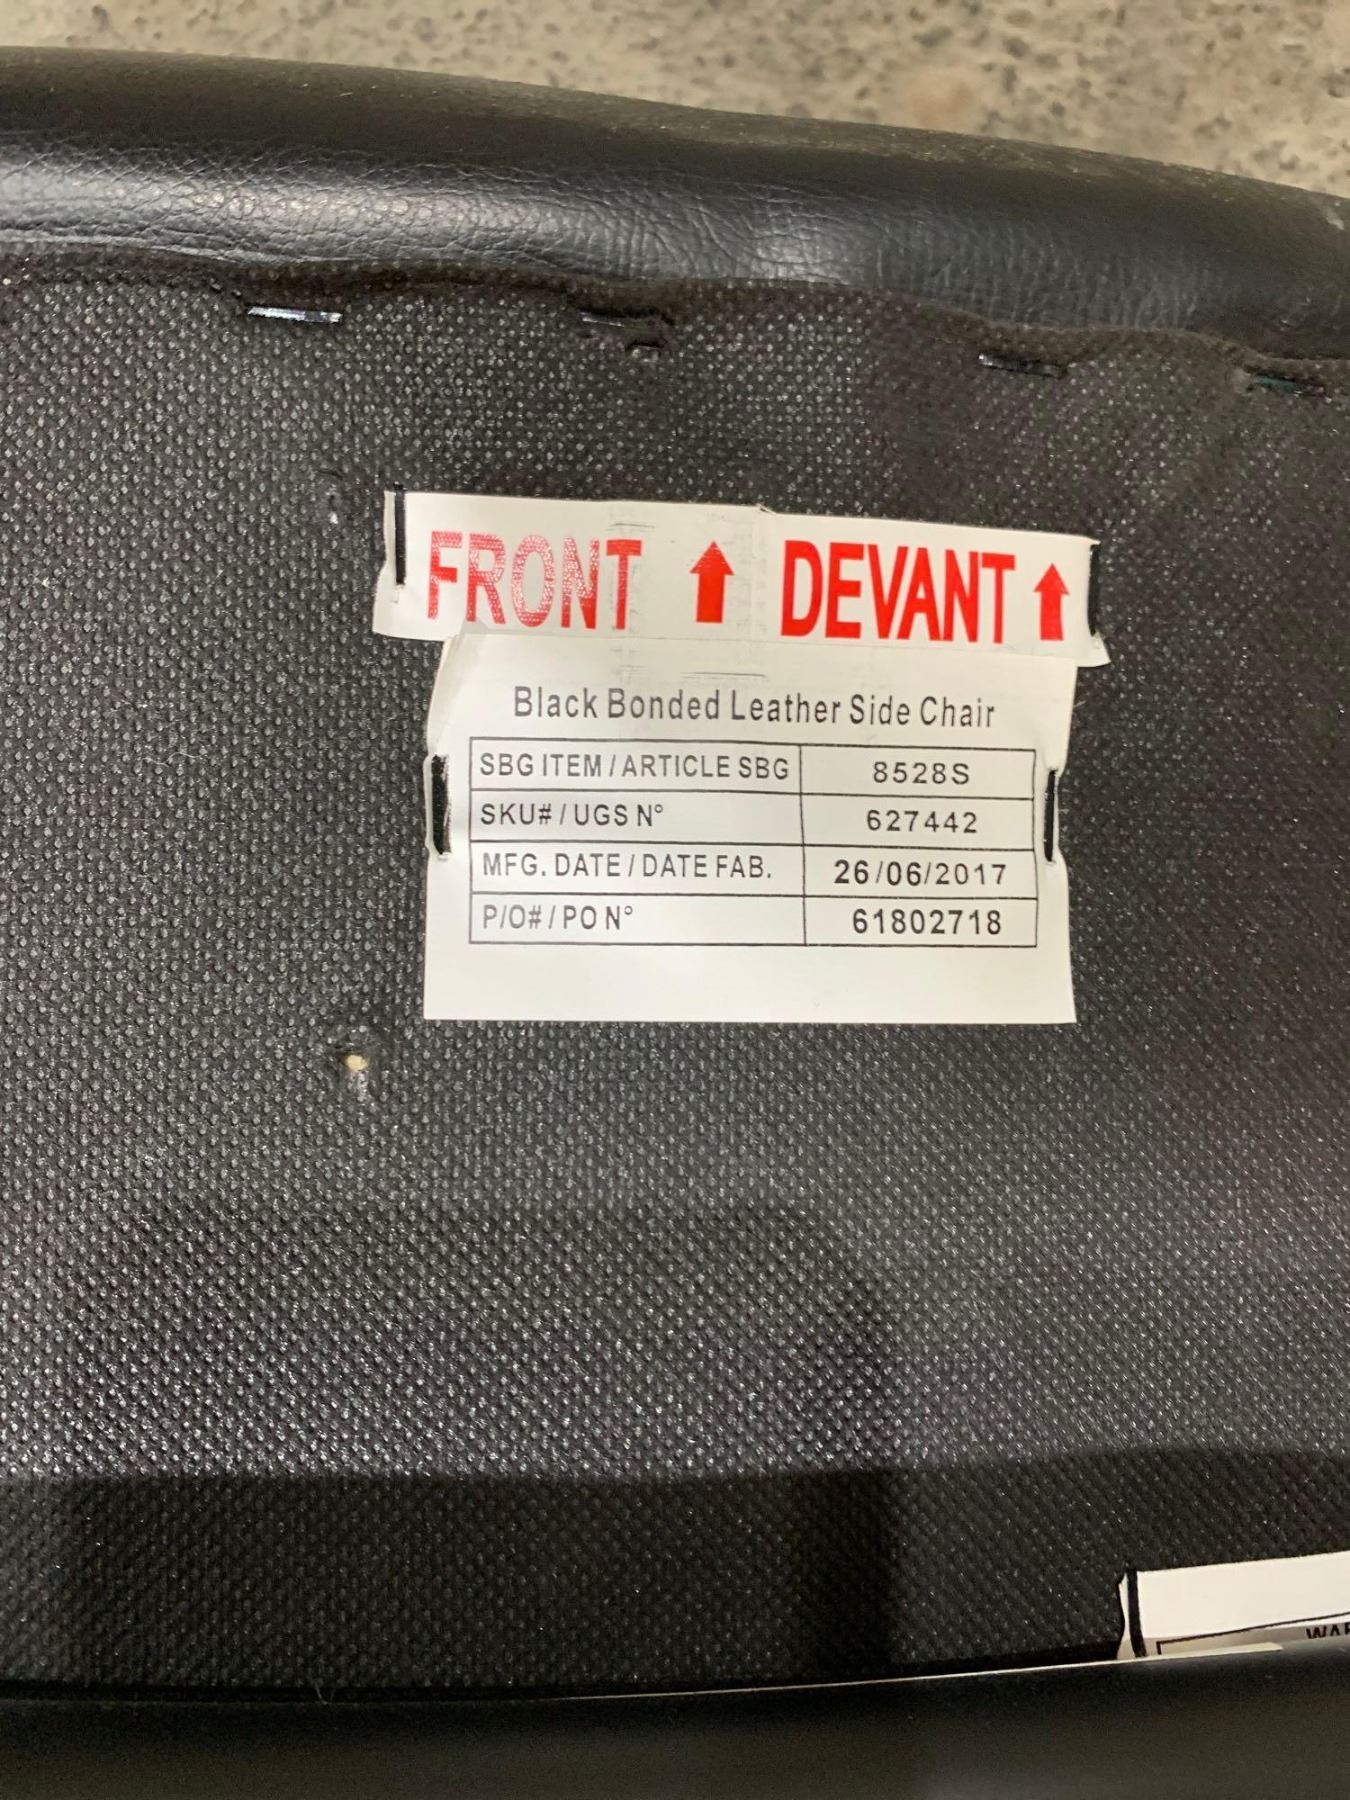 FRONT ↑ DEVANT ↑
Black Bonded Leather Side Chair
SBG ITEM / ARTICLE SBG 8528S
SKU# / UGS N° 627442
MFG. DATE / DATE FAB. 26/06/2017
P/O# / PO N° 61802718